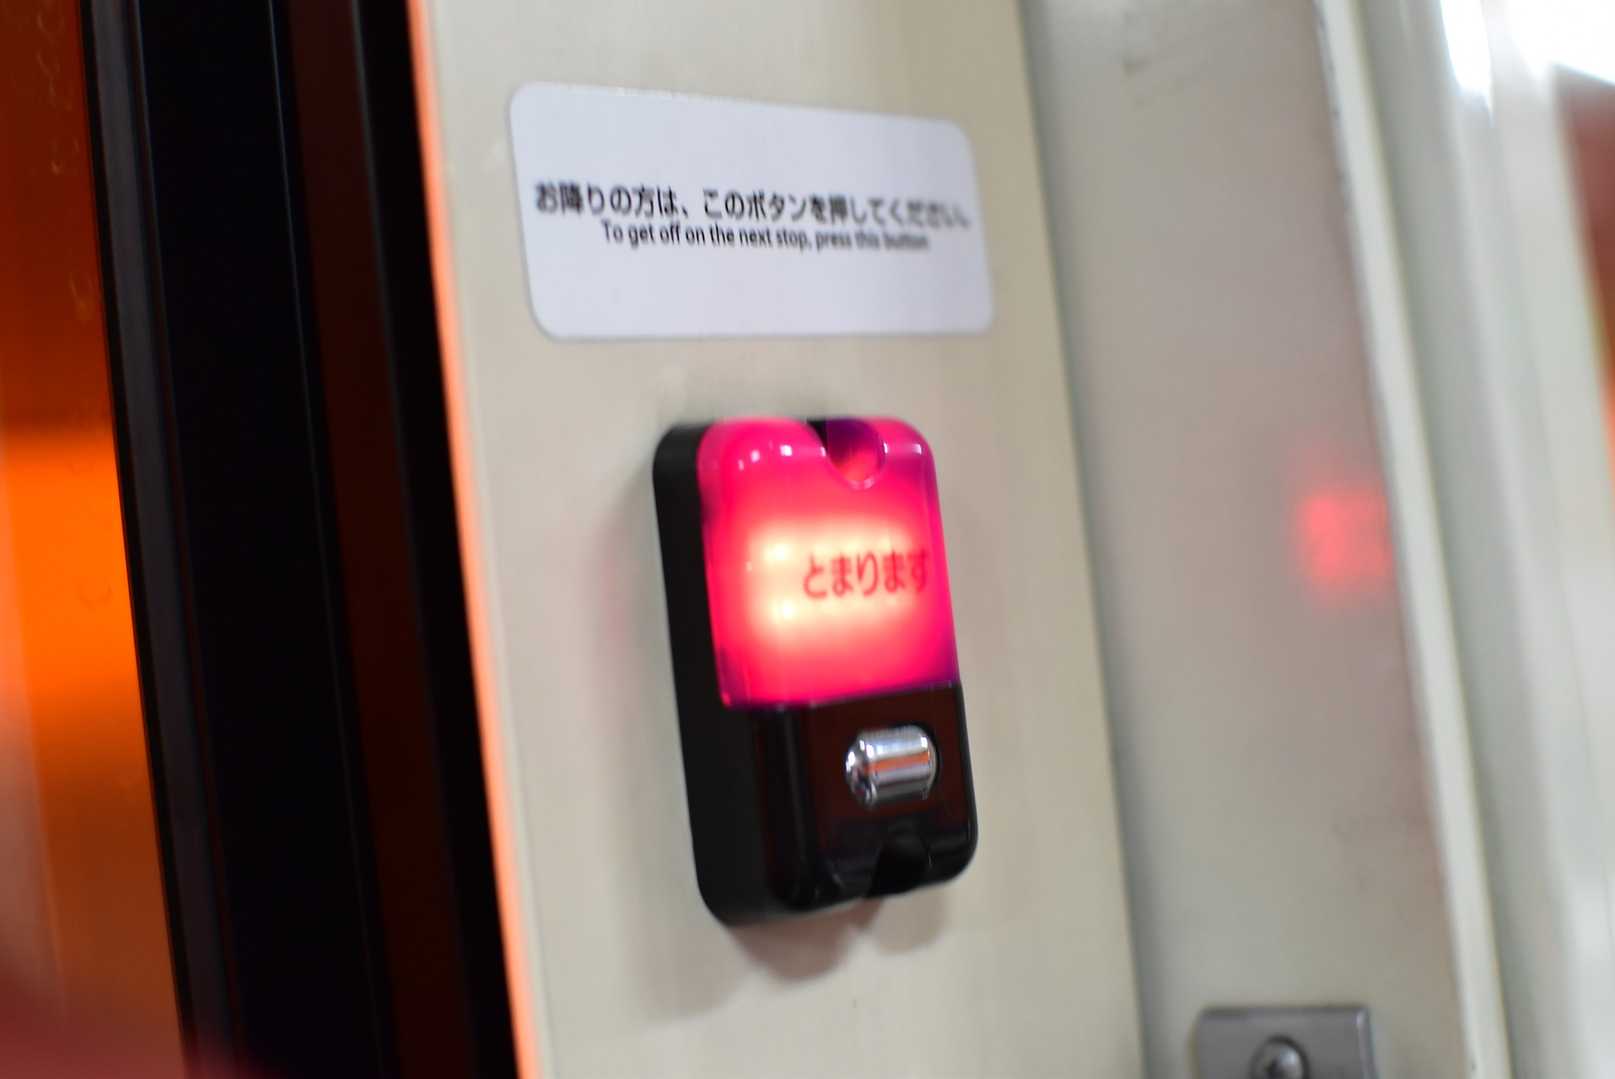 お降りの方は、このボタンを押してください。
To get off on the next stop, press this button
とまります